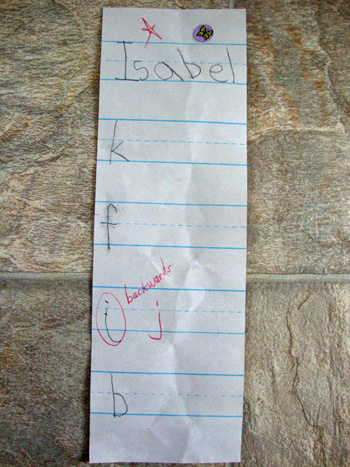 Isabel
k
f
backwards
i j
b